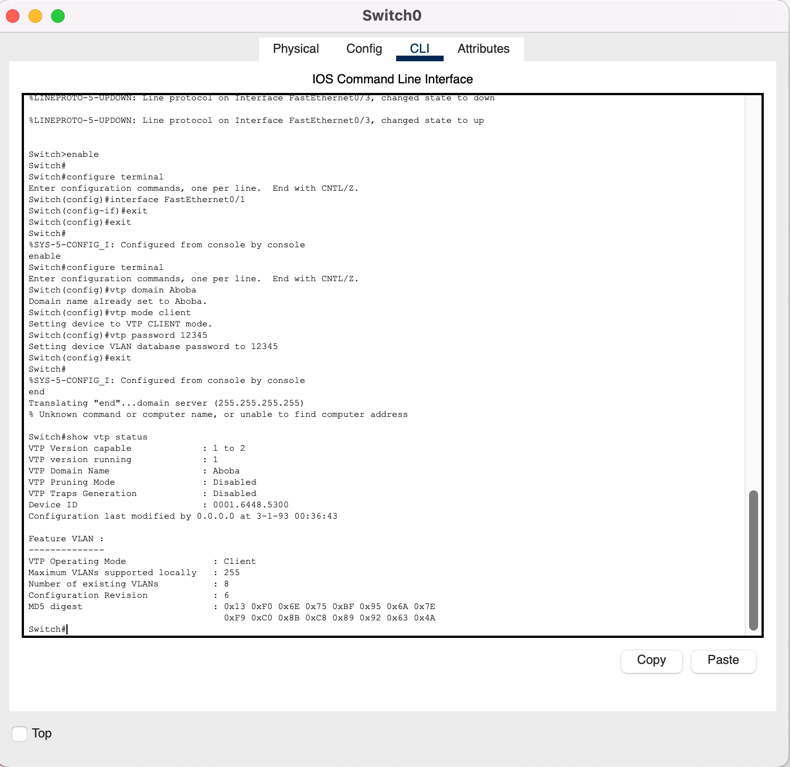 Switch0
Physical Config CLI Attributes
IOS Command Line Interface
%LINEPROTO-5-UPDOWN: Line protocol on Interface FastEthernet0/3, changed state to down
%LINEPROTO-5-UPDOWN: Line protocol on Interface FastEthernet0/3, changed state to up
Switch>enable
Switch#
Switch#configure terminal
Enter configuration commands, one per line.  End with CNTL/Z.
Switch(config)#interface FastEthernet0/1
Switch(config-if)#exit
Switch(config)#exit
Switch#
%SYS-5-CONFIG_I: Configured from console by console
enable
Switch#configure terminal
Enter configuration commands, one per line.  End with CNTL/Z.
Switch(config)#vtp domain Aboba
Domain name already set to Aboba.
Switch(config)#vtp mode client
Setting device to VTP CLIENT mode.
Switch(config)#vtp password 12345
Setting device VLAN database password to 12345
Switch(config)#exit
Switch#
%SYS-5-CONFIG_I: Configured from console by console
end
Translating "end"...domain server (255.255.255.255)
% Unknown command or computer name, or unable to find computer address
Switch#show vtp status
VTP Version capable : 1 to 2
VTP version running : 1
VTP Domain Name : Aboba
VTP Pruning Mode : Disabled
VTP Traps Generation : Disabled
Device ID : 0001.6448.5300
Configuration last modified by 0.0.0.0 at 3-1-93 00:36:43
Feature VLAN :
--------------
VTP Operating Mode : Client
Maximum VLANs supported locally : 255
Number of existing VLANs : 8
Configuration Revision : 6
MD5 digest : 0x13 0xF0 0x6E 0x75 0xBF 0x95 0x6A 0x7E
0xF9 0xC0 0x8B 0xC8 0x89 0x92 0x63 0x4A
Switch#
Copy Paste
Top